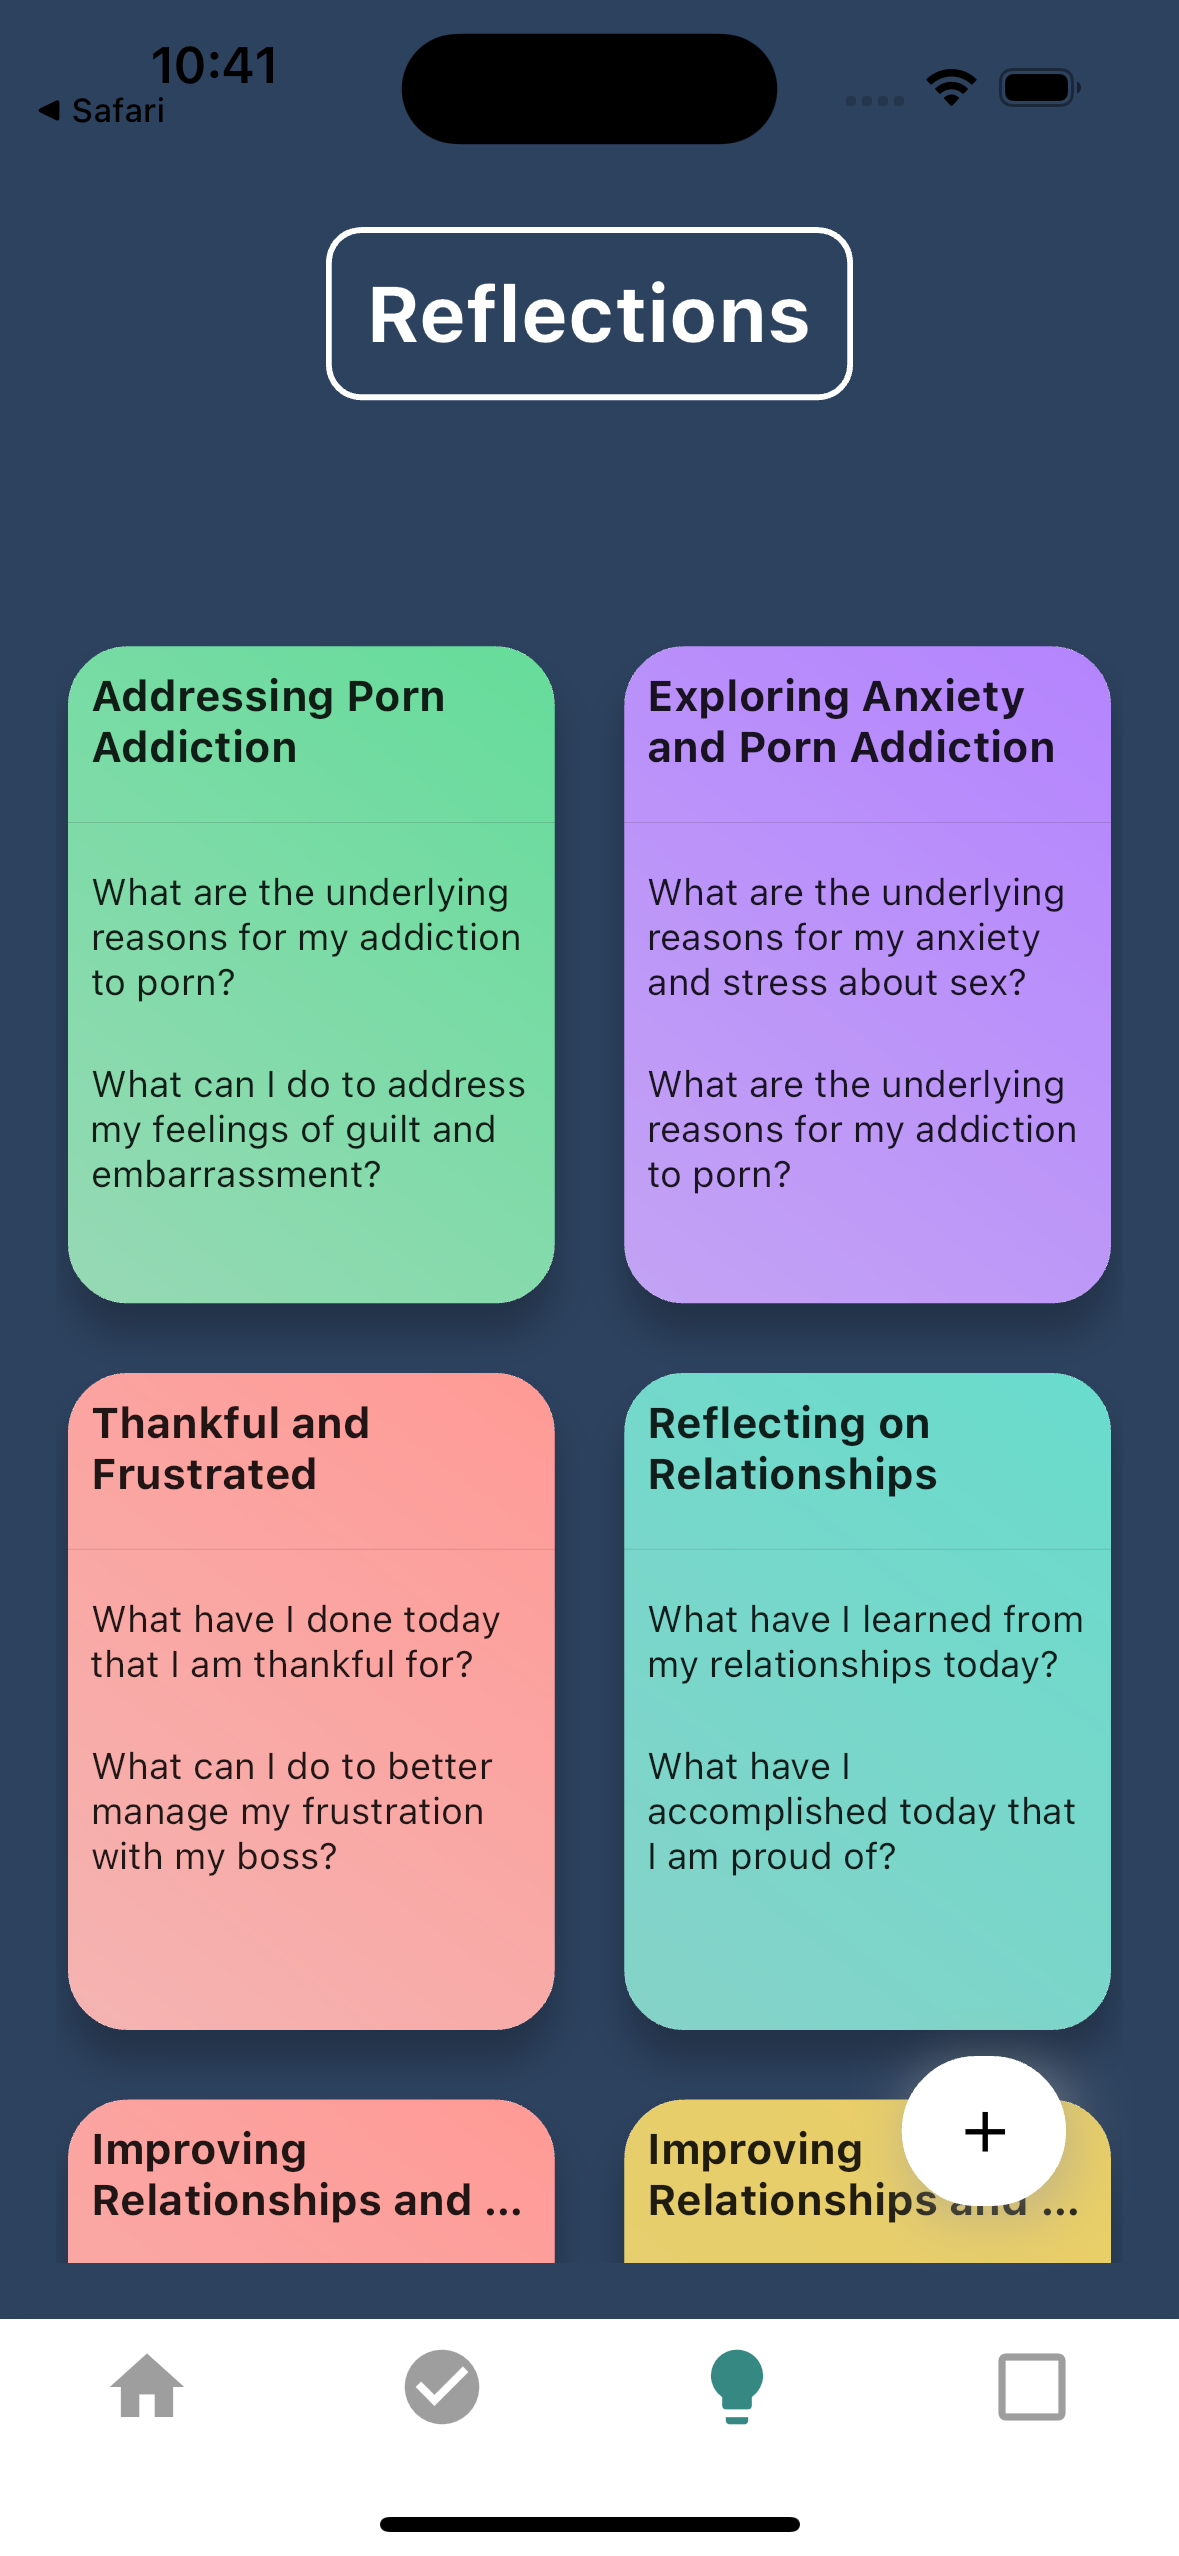 10:41
Safari
Reflections
Addressing Porn
Addiction
What are the underlying
reasons for my addiction
to porn?
What can I do to address
my feelings of guilt and
embarrassment?
Exploring Anxiety
and Porn Addiction
What are the underlying
reasons for my anxiety
and stress about sex?
What are the underlying
reasons for my addiction
to porn?
Thankful and
Frustrated
What have I done today
that I am thankful for?
What can I do to better
manage my frustration
with my boss?
Reflecting on
Relationships
What have I learned from
my relationships today?
What have I
accomplished today that
I am proud of?
Improving
Relationships and ...
Improving
Relationships and ...
+